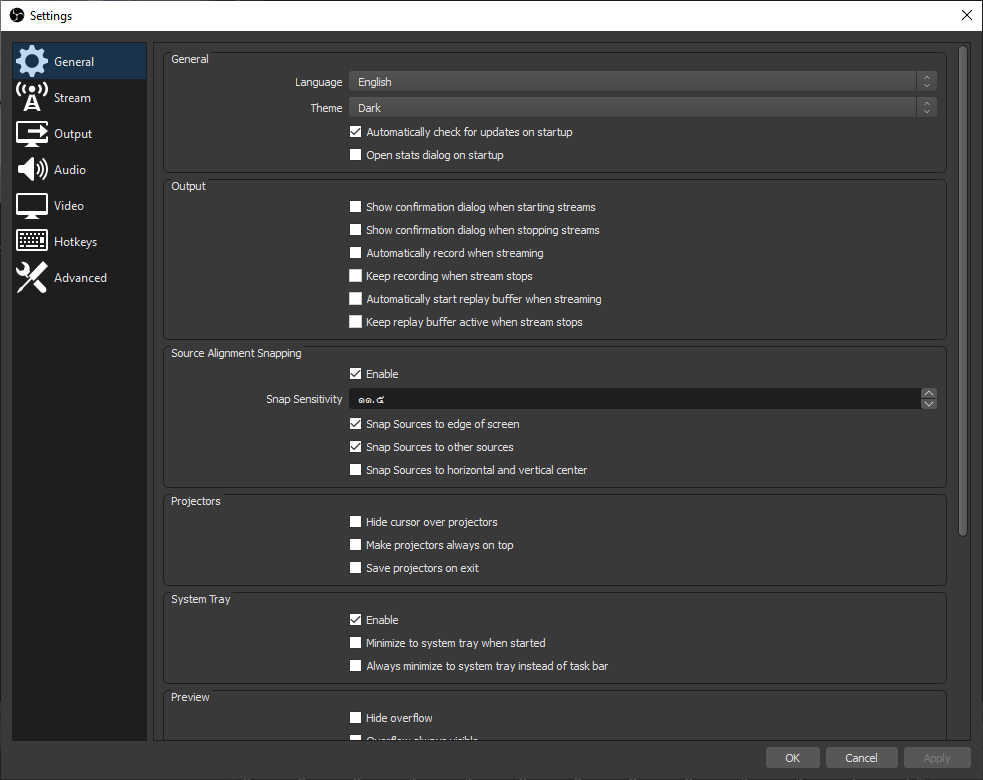 Settings
General
Stream
Output
Audio
Video
Hotkeys
Advanced
General
Language English
Theme Dark
Automatically check for updates on startup
Open stats dialog on startup
Output
Show confirmation dialog when starting streams
Show confirmation dialog when stopping streams
Automatically record when streaming
Keep recording when stream stops
Automatically start replay buffer when streaming
Keep replay buffer active when stream stops
Source Alignment Snapping
Enable
Snap Sensitivity ๑๑.๕
Snap Sources to edge of screen
Snap Sources to other sources
Snap Sources to horizontal and vertical center
Projectors
Hide cursor over projectors
Make projectors always on top
Save projectors on exit
System Tray
Enable
Minimize to system tray when started
Always minimize to system tray instead of task bar
Preview
Hide overflow
Overflow always visible
OK
Cancel
Apply